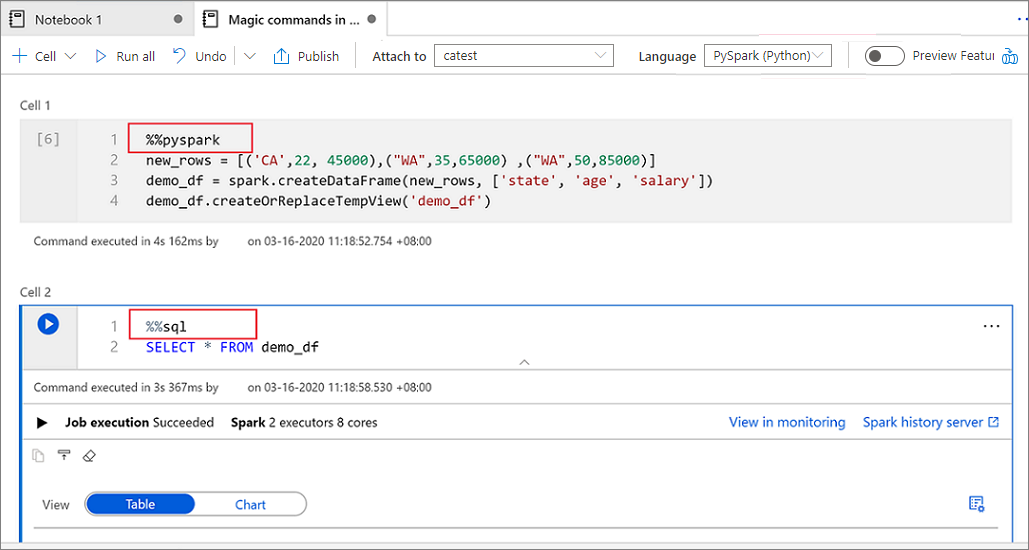 Notebook 1
Magic commands in ...
Cell Run all Undo Publish Attach to catest Language PySpark (Python) Preview Featur
Cell 1
[6]
1 %%pyspark
2 new_rows = [('CA',22, 45000),("WA",35,65000) ,("WA",50,85000)]
3 demo_df = spark.createDataFrame(new_rows, ['state', 'age', 'salary'])
4 demo_df.createOrReplaceTempView('demo_df')
Command executed in 4s 162ms by on 03-16-2020 11:18:52.754 +08:00
Cell 2
1 %%sql
2 SELECT * FROM demo_df
Command executed in 3s 367ms by on 03-16-2020 11:18:58.530 +08:00
Job execution Succeeded Spark 2 executors 8 cores View in monitoring Spark history server
View Table Chart